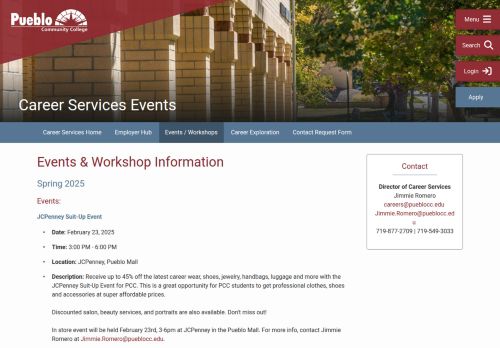 Pueblo
Community College
Menu
Search
Login
Apply
Career Services Events
Career Services Home
Employer Hub
Events / Workshops
Career Exploration
Contact Request Form
Events & Workshop Information
Spring 2025
Events:
JCPenney Suit-Up Event
• Date: February 23, 2025
• Time: 3:00 PM - 6:00 PM
• Location: JCPenney, Pueblo Mall
• Description: Receive up to 45% off the latest career wear, shoes, jewelry, handbags, luggage and more with the
JCPenney Suit-Up Event for PCC. This is a great opportunity for PCC students to get professional clothes, shoes
and accessories at super affordable prices.
Discounted salon, beauty services, and portraits are also available. Don't miss out!
In store event will be held February 23rd, 3-6pm at JCPenney in the Pueblo Mall. For more info, contact Jimmie
Romero at Jimmie.Romero@pueblocc.edu.
Contact
Director of Career Services
Jimmie Romero
careers@pueblocc.edu
Jimmie.Romero@pueblocc.ed
u
719-877-2709 | 719-549-3033